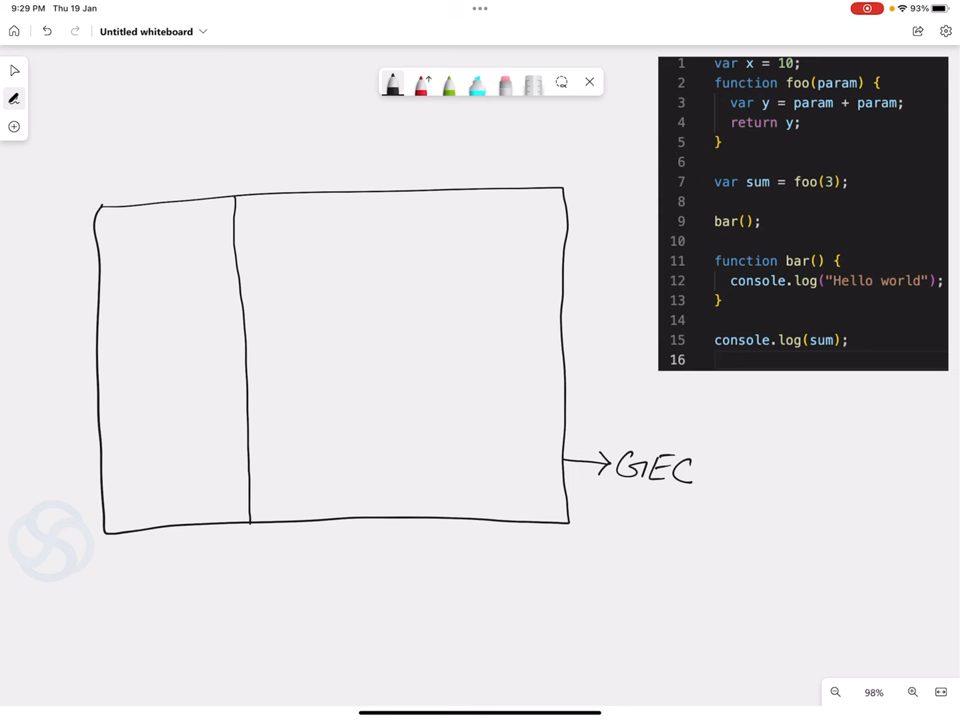 9:29 PM Thu 19 Jan
93%
Untitled whiteboard
1 var x = 10;
2 function foo(param) {
3 var y = param + param;
4 return y;
5 }
6
7 var sum = foo(3);
8
9 bar();
10
11 function bar() {
12 console.log("Hello world");
13 }
14
15 console.log(sum);
16
GEC
98%